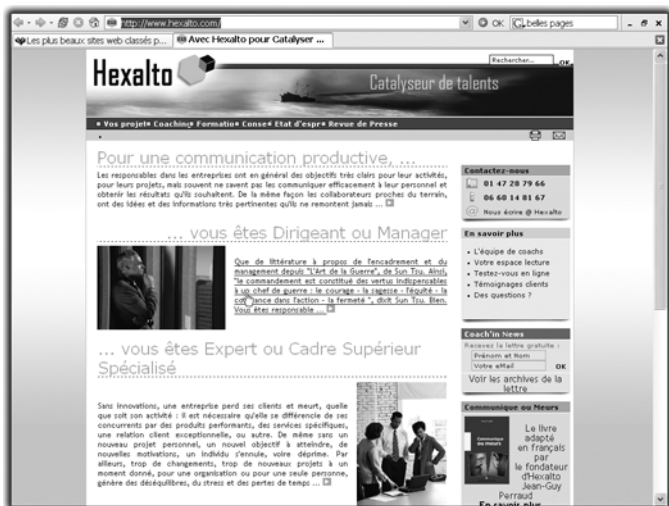 http://www.hexalto.com/
OK
belles pages
Les plus beaux sites web classés p...
Avec Hexalto pour Catalyser ...
Hexalto
Rechercher...
OK
Catalyseur de talents
Vos projet
Coaching
Formatio
Conse
Etat d'espr
Revue de Presse
Pour une communication productive, ...
Les responsables dans les entreprises ont en général des objectifs très clairs pour leur activités,
pour leurs projets, mais souvent ne savent pas les communiquer efficacement à leur personnel et
obtenir les résultats qu'ils souhaitent. De la même façon les collaborateurs proches du terrain,
ont des idées et des informations très pertinentes qu'ils ne remontent jamais ...
... vous êtes Dirigeant ou Manager
Que de littérature à propos de l'encadrement et du
management depuis "L'Art de la Guerre", de Sun Tsu. Ainsi,
"le commandement est constitué des vertus indispensables
à un chef de guerre : le courage - la sagesse - l'équité - la
confiance dans l'action - la fermeté ", dixit Sun Tsu. Bien.
Vous êtes responsable ...
... vous êtes Expert ou Cadre Supérieur
Spécialisé
Sans innovations, une entreprise perd ses clients et meurt, quelle
que soit son activité : il est nécessaire qu'elle se différencie de ses
concurrents par des produits performants, des services spécifiques,
une relation client exceptionnelle, ou autre. De même sans un
nouveau projet personnel, un nouvel objectif à atteindre, de
nouvelles motivations, un individu s'ennuie, voire déprime. Par
ailleurs, trop de changements, trop de nouveaux projets à un
moment donné, pour une organisation ou pour une seule personne,
génère des déséquilibres, du stress et des pertes de temps ...
Contactez-nous
01 47 28 79 66
06 60 14 81 67
Nous écrire @ Hexalto
En savoir plus
L'équipe de coachs
Votre espace lecture
Testez-vous en ligne
Témoignages clients
Des questions ?
Coach'in News
Recevez la lettre gratuite :
Prénom et Nom
Votre eMail
OK
Voir les archives de la
lettre
Communique ou Meurs
Communique
ou Meurs
Le livre
adapté
en français
par
le fondateur
d'Hexalto
Jean-Guy
Perraud
En savoir plus